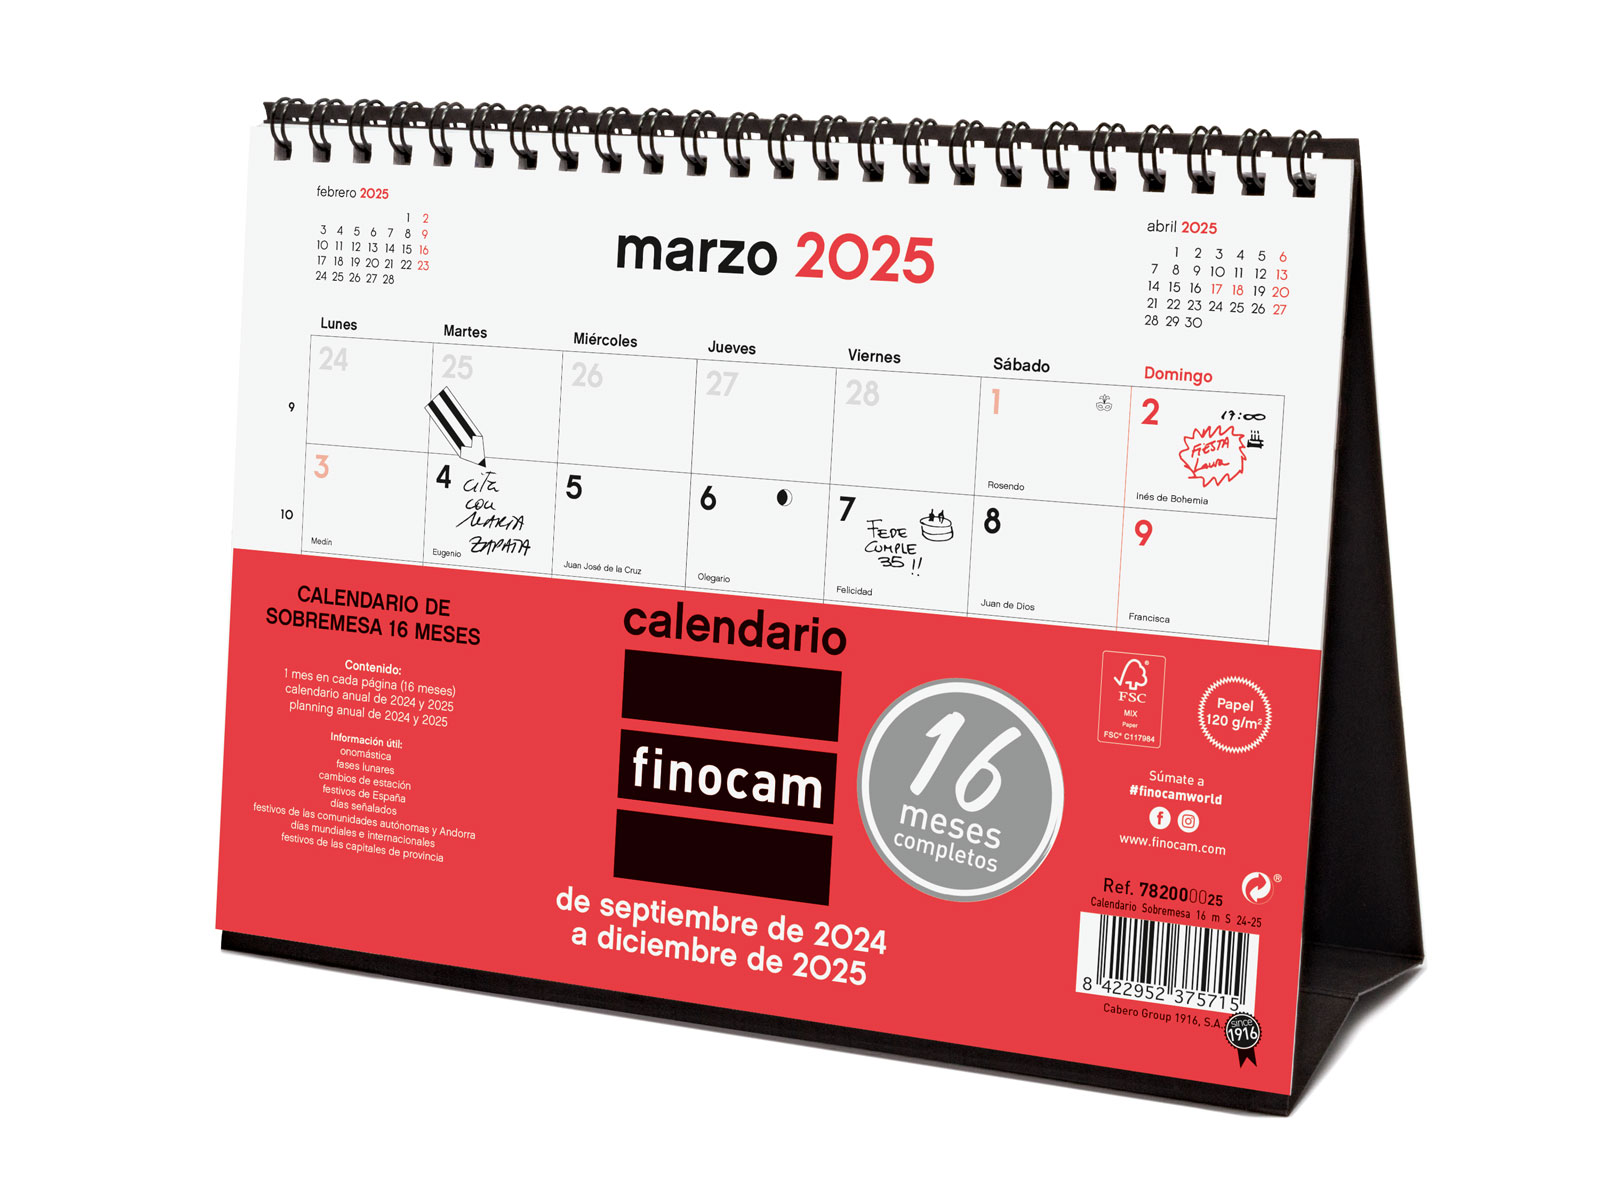 febrero 2025
1 2
3 4 5 6 7 8 9
10 11 12 13 14 15 16
17 18 19 20 21 22 23
24 25 26 27 28
marzo 2025
abril 2025
1 2 3 4 5 6
7 8 9 10 11 12 13
14 15 16 17 18 19 20
21 22 23 24 25 26 27
28 29 30
Lunes Martes Miércoles Jueves Viernes Sábado Domingo
9
24 25 26 27 28 1 2
17:00
FIESTA
Laura
Rosendo
Inés de Bohemia
10
3 4 5 6 7 8 9
cita
con
MARIA
ZAPATA
FEDE
CUMPLE
35 !!
Medín
Eugenio
Juan José de la Cruz
Olegario
Felicidad
Juan de Dios
Francisca
CALENDARIO DE
SOBREMESA 16 MESES
Contenido:
1 mes en cada página (16 meses)
calendario anual de 2024 y 2025
planning anual de 2024 y 2025
Información útil:
onomástica
fases lunares
cambios de estación
festivos de España
días señalados
festivos de las comunidades autónomas y Andorra
días mundiales e internacionales
festivos de las capitales de provincia
calendario
finocam
de septiembre de 2024
a diciembre de 2025
16
meses
completos
®
FSC
MIX
Paper
FSC® C117984
Papel
120 g/m²
Súmate a
#finocamworld
f
www.finocam.com
Ref. 782000025
®
Calendario Sobremesa 16 m S 24-25
8 422952 375715
Cabero Group 1916, S.A.
since
1916